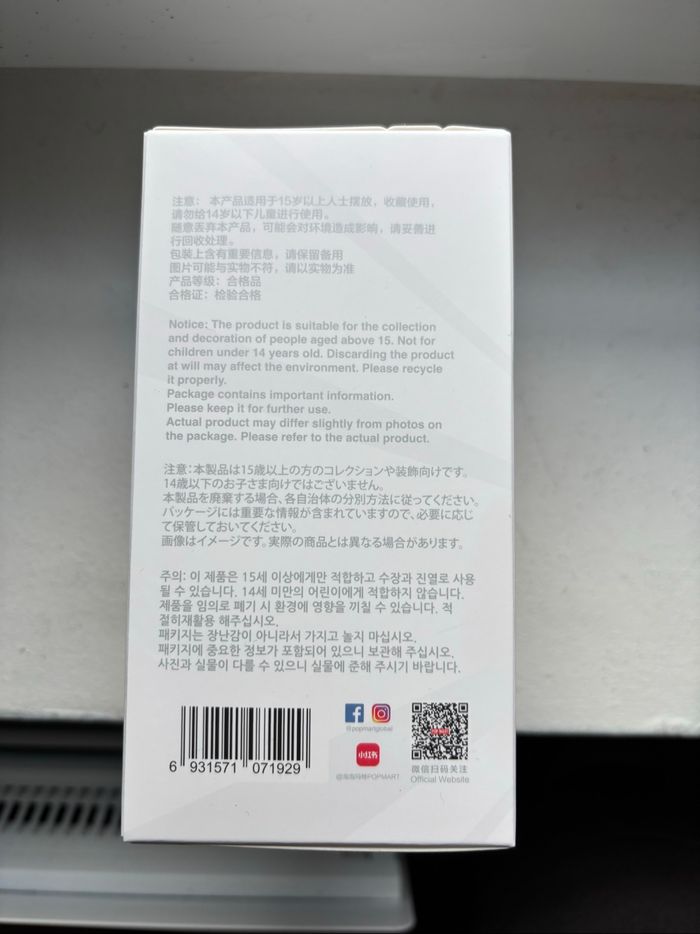 注意： 本产品适用于15岁以上人士摆放，收藏使用，
请勿给14岁以下儿童进行使用。
随意丢弃本产品，可能会对环境造成影响，请妥善进
行回收处理。
包装上含有重要信息，请保留备用
图片可能与实物不符，请以实物为准
产品等级：合格品
合格证：检验合格
Notice: The product is suitable for the collection
and decoration of people aged above 15. Not for
children under 14 years old. Discarding the product
at will may affect the environment. Please recycle
it properly.
Package contains important information.
Please keep it for further use.
Actual product may differ slightly from photos on
the package. Please refer to the actual product.
注意：本製品は15歳以上の方のコレクションや装飾向けです。
14歳以下のお子さま向けではございません。
本製品を廃棄する場合、各自治体の分別方法に従ってください。
パッケージには重要な情報が含まれていますので、必要に応じ
て保管しておいてください。
画像はイメージです。実際の商品とは異なる場合があります。
주의: 이 제품은 15세 이상에게만 적합하고 수장과 진열로 사용
될 수 있습니다. 14세 미만의 어린이에게 적합하지 않습니다.
제품을 임의로 폐기 시 환경에 영향을 끼칠 수 있습니다. 적
절히재활용 해주십시오.
패키지는 장난감이 아니라서 가지고 놀지 마십시오.
패키지에 중요한 정보가 포함되어 있으니 보관해 주십시오.
사진과 실물이 다를 수 있으니 실물에 준해 주시기 바랍니다.
6 931571 071929
@popmartglobal
小红书
@泡泡玛特POPMART
POP MART
微信扫码关注
Official Website